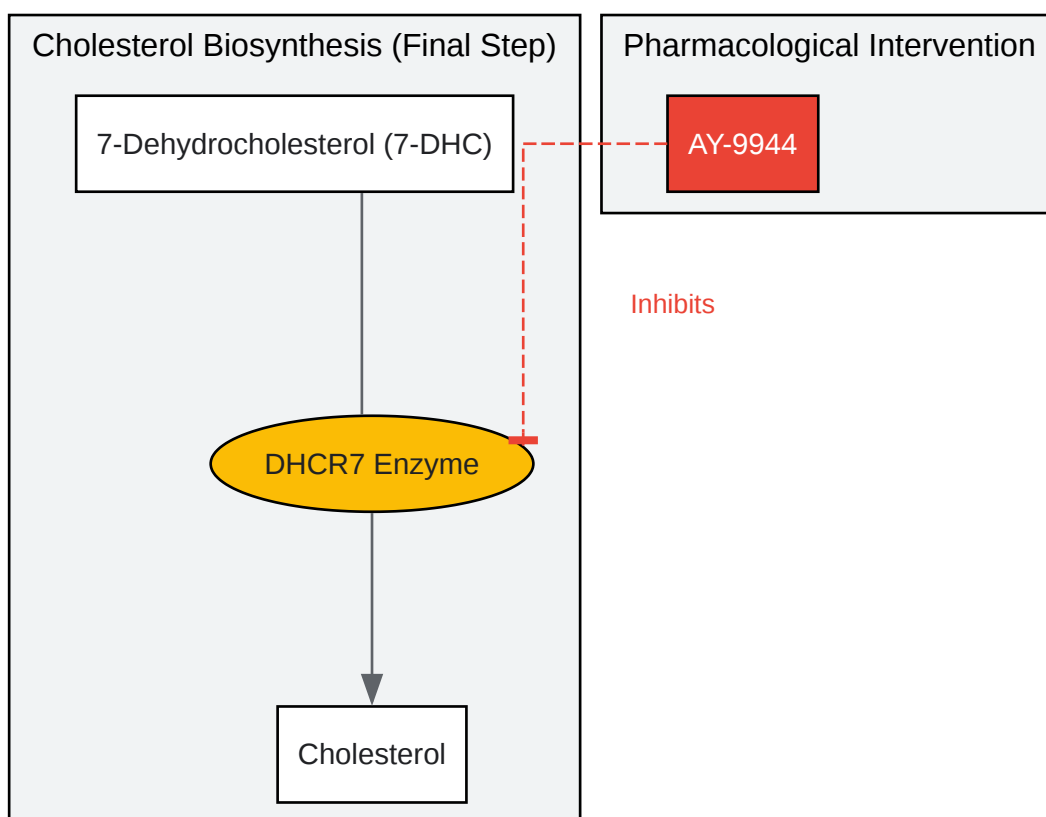 Cholesterol Biosynthesis (Final Step)
Pharmacological Intervention
7-Dehydrocholesterol (7-DHC)
AY-9944
Inhibits
DHCR7 Enzyme
Cholesterol